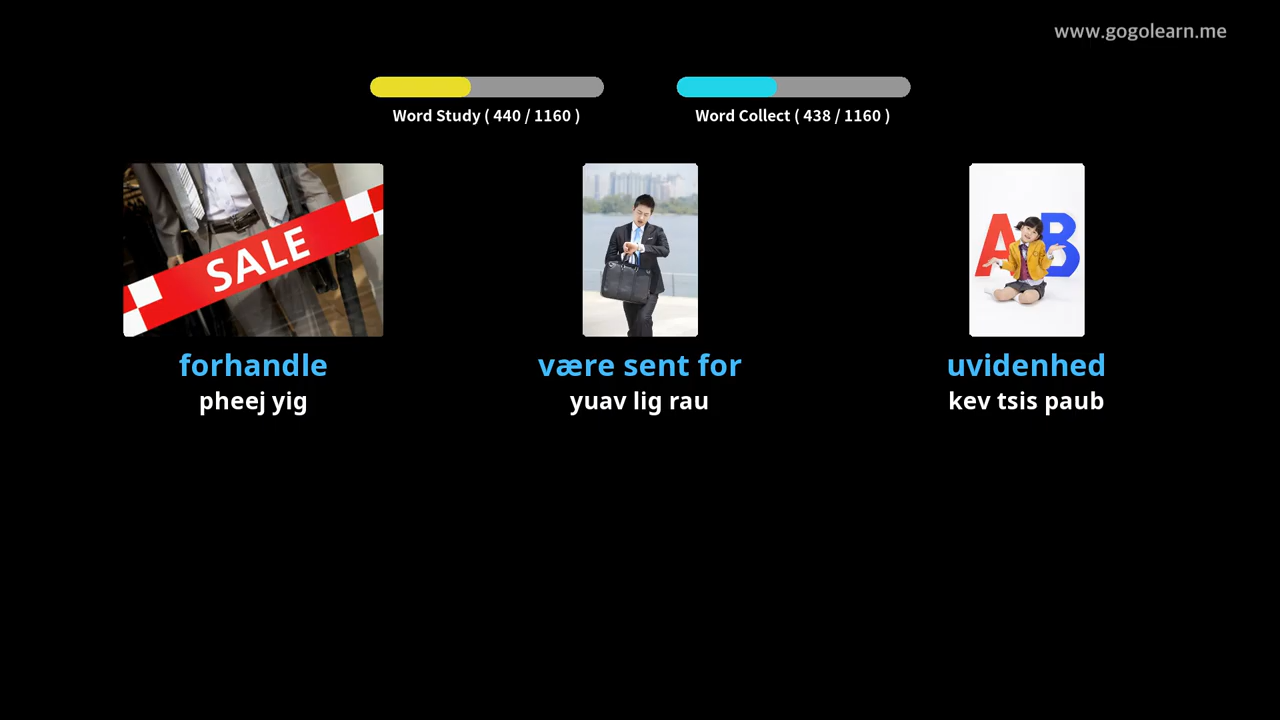 www.gogolearn.me
Word Study ( 440 / 1160 )
Word Collect ( 438 / 1160 )
SALE
A B
forhandle
være sent for
uvidenhed
pheej yig
yuav lig rau
kev tsis paub